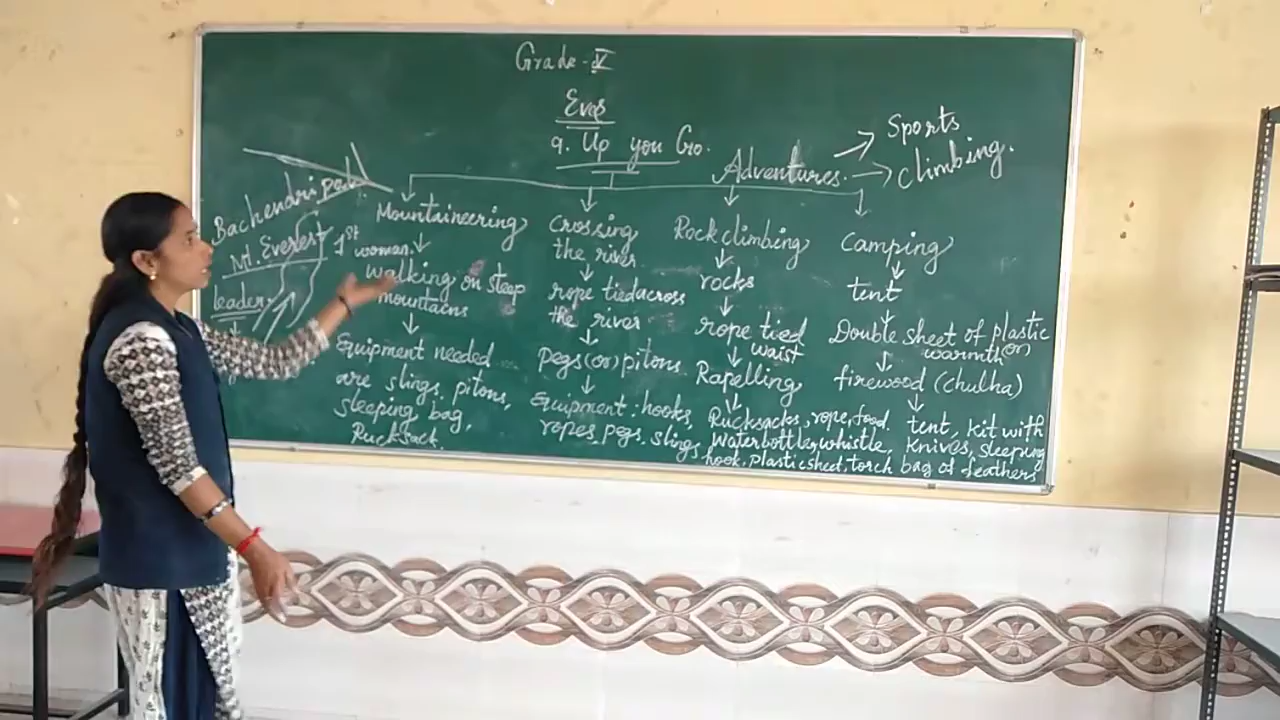 Grade - V
Evs
9. Up you Go.
Adventures
Sports
climbing.
Bachendri pal
Mt. Everest
1st woman.
leader
Mountaineering
walking on steep
mountains
Equipment needed
are slings, pitons,
sleeping bag,
Rucksack.
Crossing
the river
rope tied across
the river
pegs (or) pitons.
Equipment: hooks,
ropes, pegs, slings
Rock climbing
rocks
rope tied
waist
Rapelling
Rucksacks, rope, food.
Waterbottle, whistle,
hook, plastic sheet, torch
camping
tent
Double sheet of plastic
warmth (or)
firewood (chulha)
tent, kit with
knives, sleeping
bag of feathers